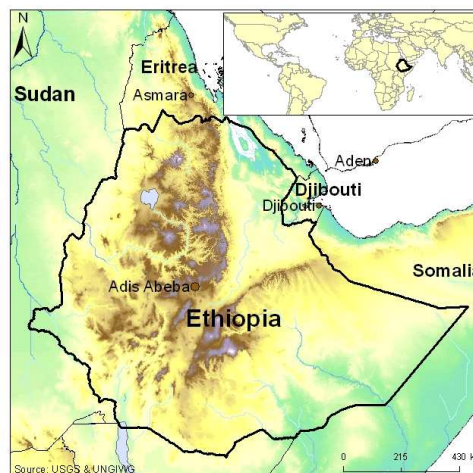 N
Eritrea
Sudan
Asmara
Aden
Djibouti
Djibouti
Somalia
Adis Abeba
Ethiopia
0 215 430
Source: USGS & UNGIWG